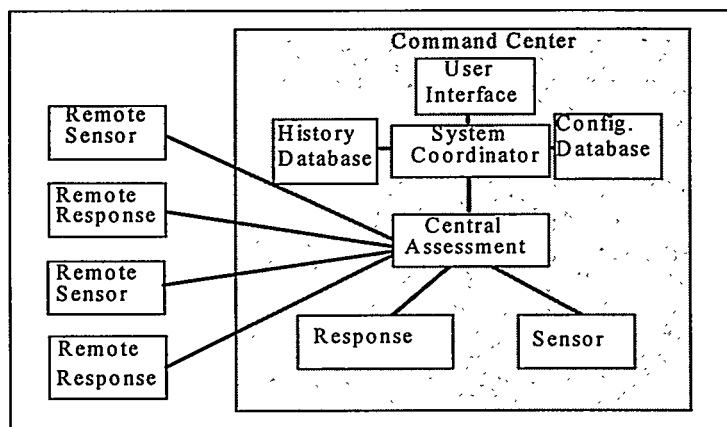 Command Center
User
Interface
Remote
Sensor
History
Database
System
Coordinator
Config.
Database
Remote
Response
Central
Assessment
Remote
Sensor
Response
Sensor
Remote
Response